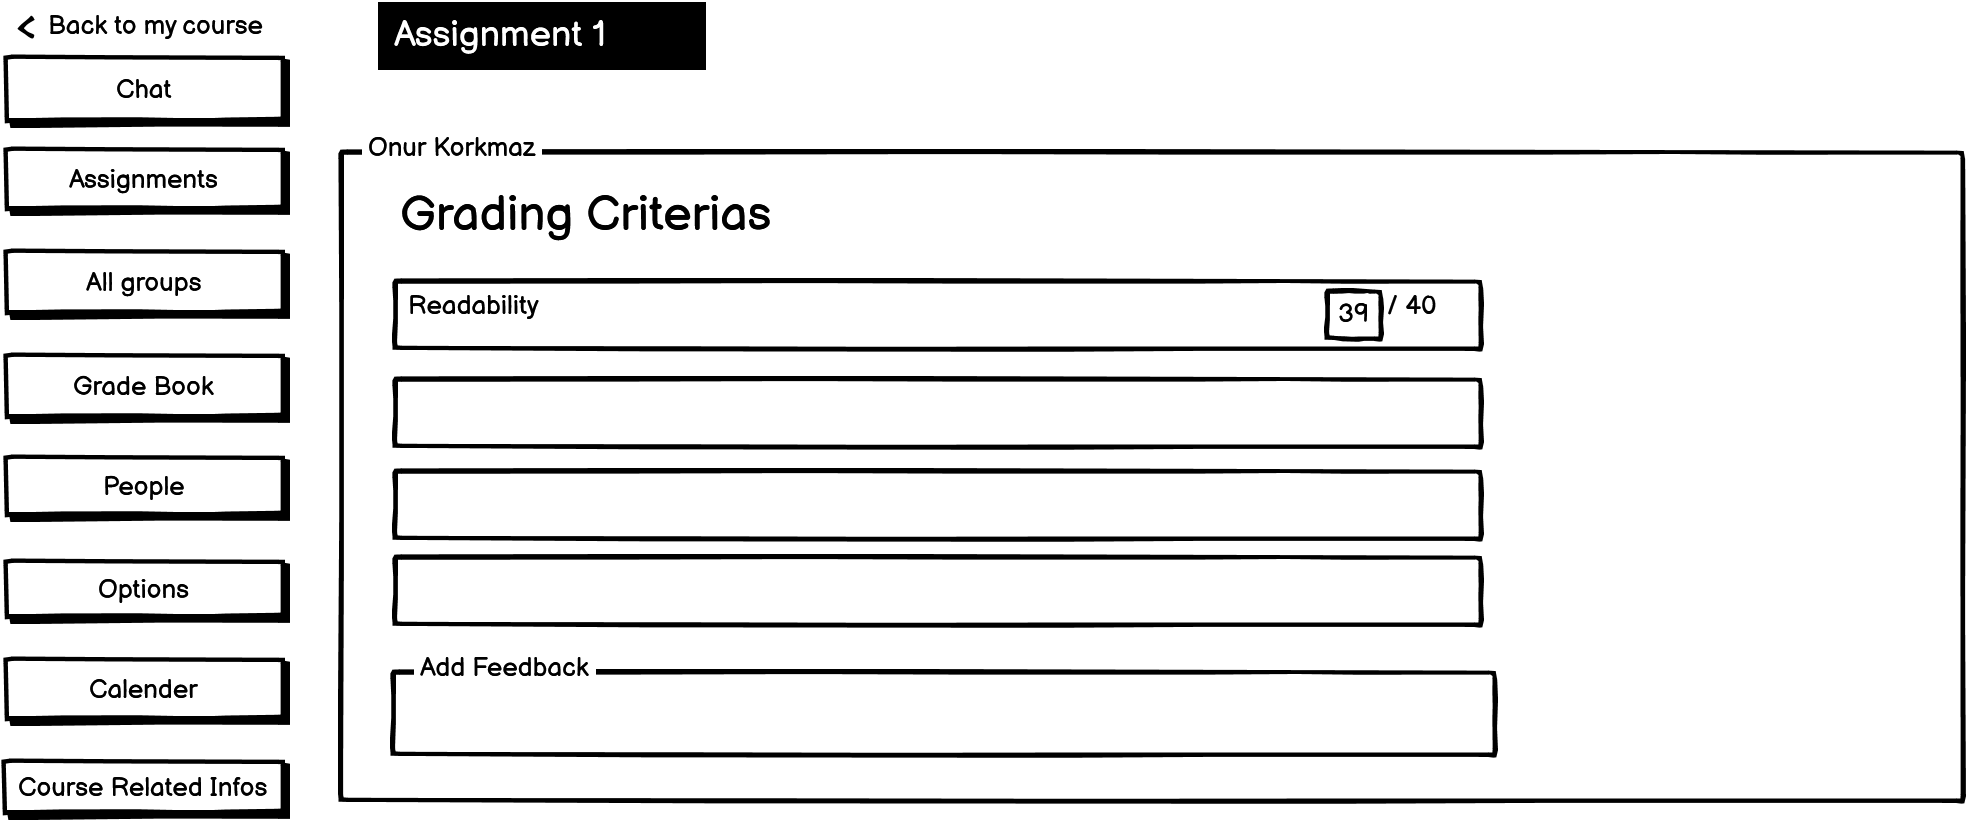 Back to my course
Chat
Assignments
All groups
Grade Book
People
Options
Calender
Course Related Infos
Assignment 1
Onur Korkmaz
Grading Criterias
Readability 39 / 40
Add Feedback